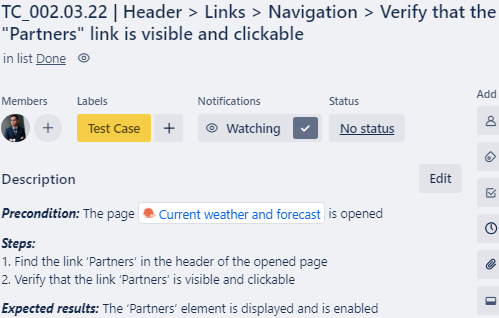 TC_002.03.22 | Header > Links > Navigation > Verify that the
"Partners" link is visible and clickable
in list Done
Members Labels Notifications Status Add
+ Test Case + Watching No status
Description Edit
Precondition: The page Current weather and forecast is opened
Steps:
1. Find the link ‘Partners’ in the header of the opened page
2. Verify that the link ‘Partners’ is visible and clickable
Expected results: The ‘Partners’ element is displayed and is enabled